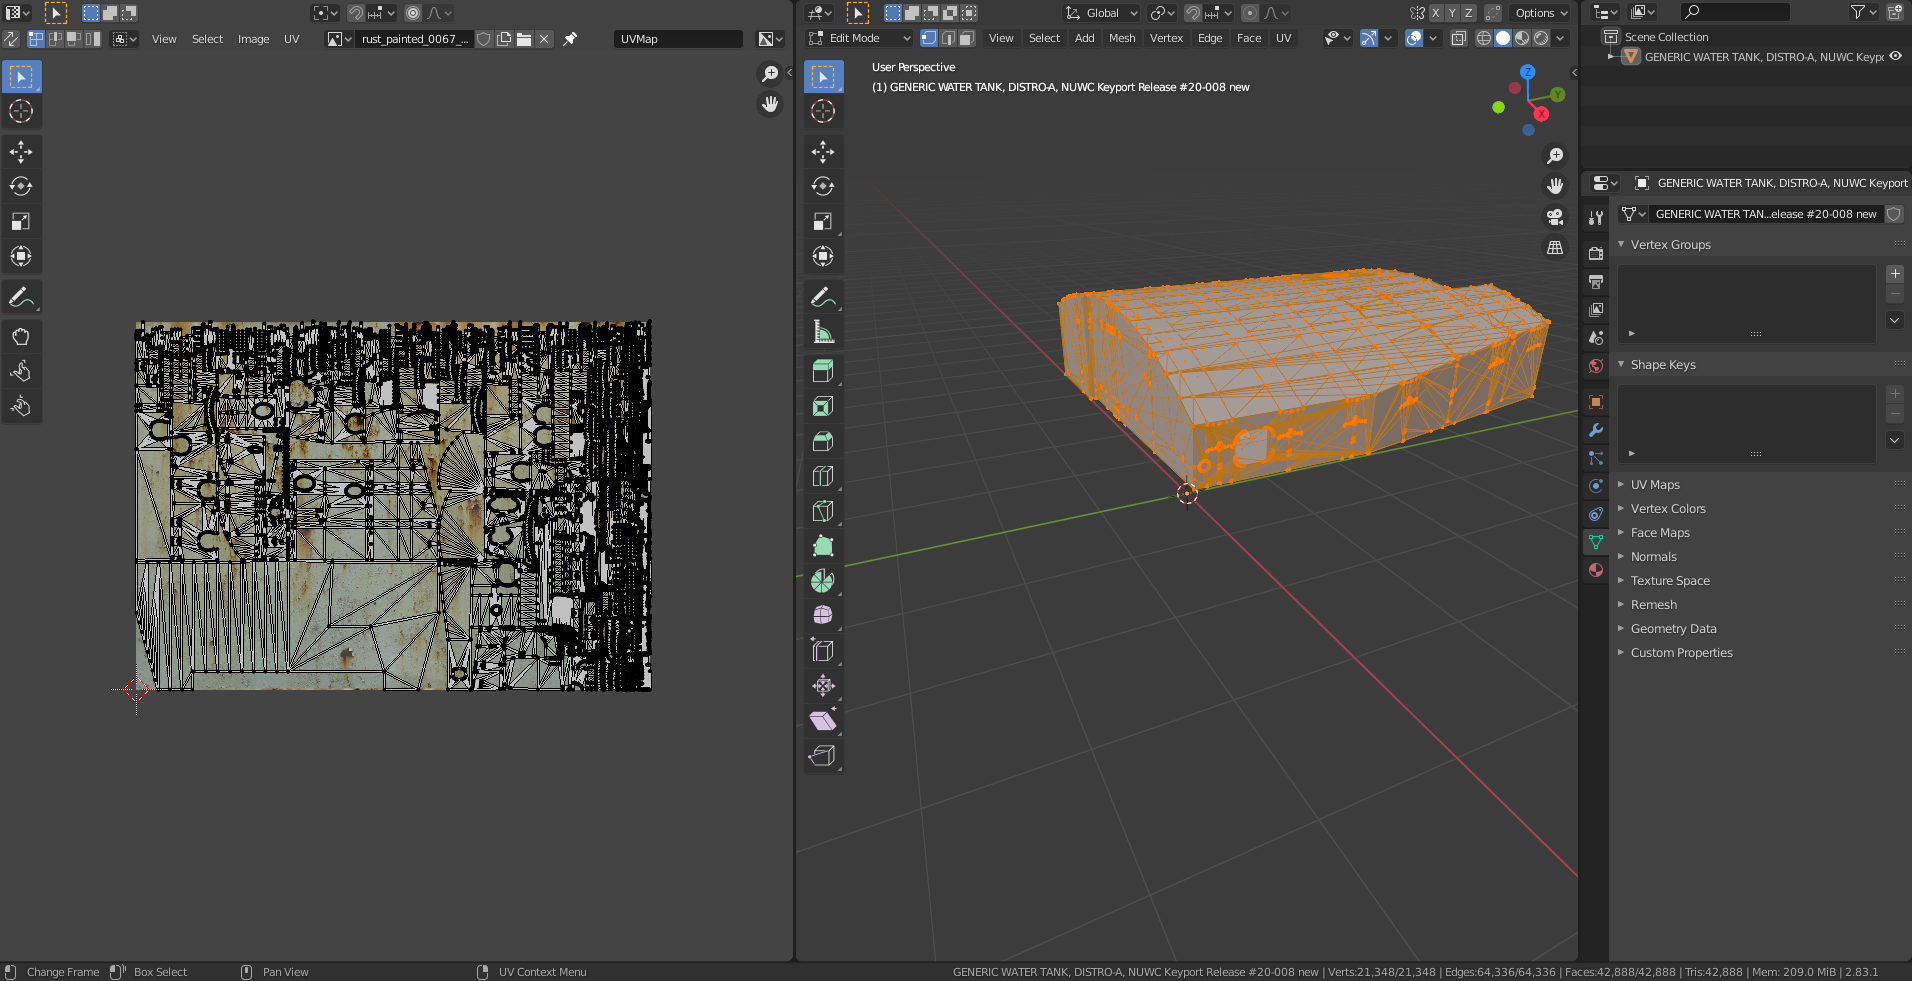 Global
X Y Z
Options
View Select Image UV
rust_painted_0067_...
UVMap
Edit Mode
View Select Add Mesh Vertex Edge Face UV
Scene Collection
GENERIC WATER TANK, DISTRO-A, NUWC Keypo
User Perspective
(1) GENERIC WATER TANK, DISTRO-A, NUWC Keyport Release #20-008 new
Z
Y
X
GENERIC WATER TANK, DISTRO-A, NUWC Keyport
GENERIC WATER TAN...elease #20-008 new
Vertex Groups
Shape Keys
UV Maps
Vertex Colors
Face Maps
Normals
Texture Space
Remesh
Geometry Data
Custom Properties
Change Frame Box Select Pan View UV Context Menu
GENERIC WATER TANK, DISTRO-A, NUWC Keyport Release #20-008 new | Verts:21,348/21,348 | Edges:64,336/64,336 | Faces:42,888/42,888 | Tris:42,888 | Mem: 209.0 MiB | 2.83.1